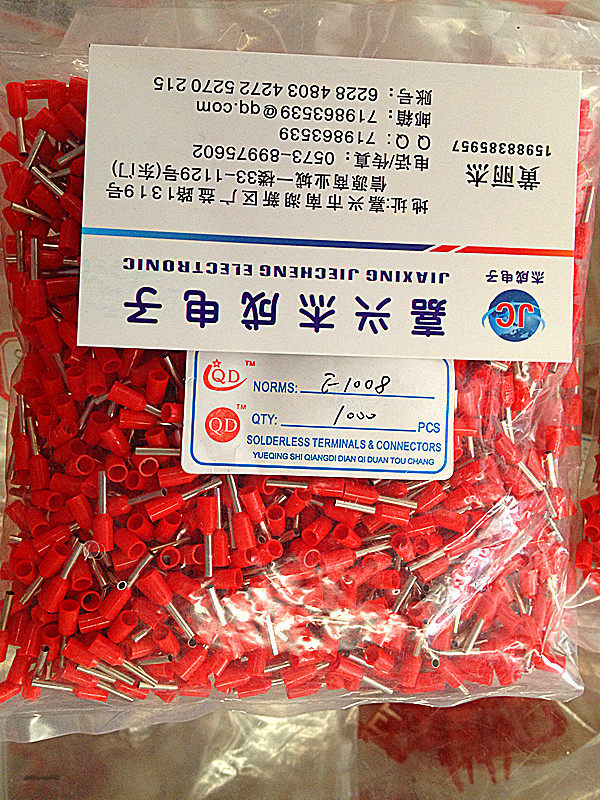 嘉兴杰成电子
JIAXING JIECHENG ELECTRONIC
JC
杰成电子
黄丽杰
15988385957
地址:嘉兴市南湖新区广益路1319号
信源商业城一楼33-1129号(东门)
电话/传真：0573-89975602
Q Q：719863539
邮箱：719863539@qq.com
账号：6228 4803 4272 5270 215
QD TM
NORMS: E-1008
QD TM
QTY: 1000 PCS
SOLDERLESS TERMINALS & CONNECTORS
YUEQING SHI QIANGDI DIAN QI DUAN TOU CHANG